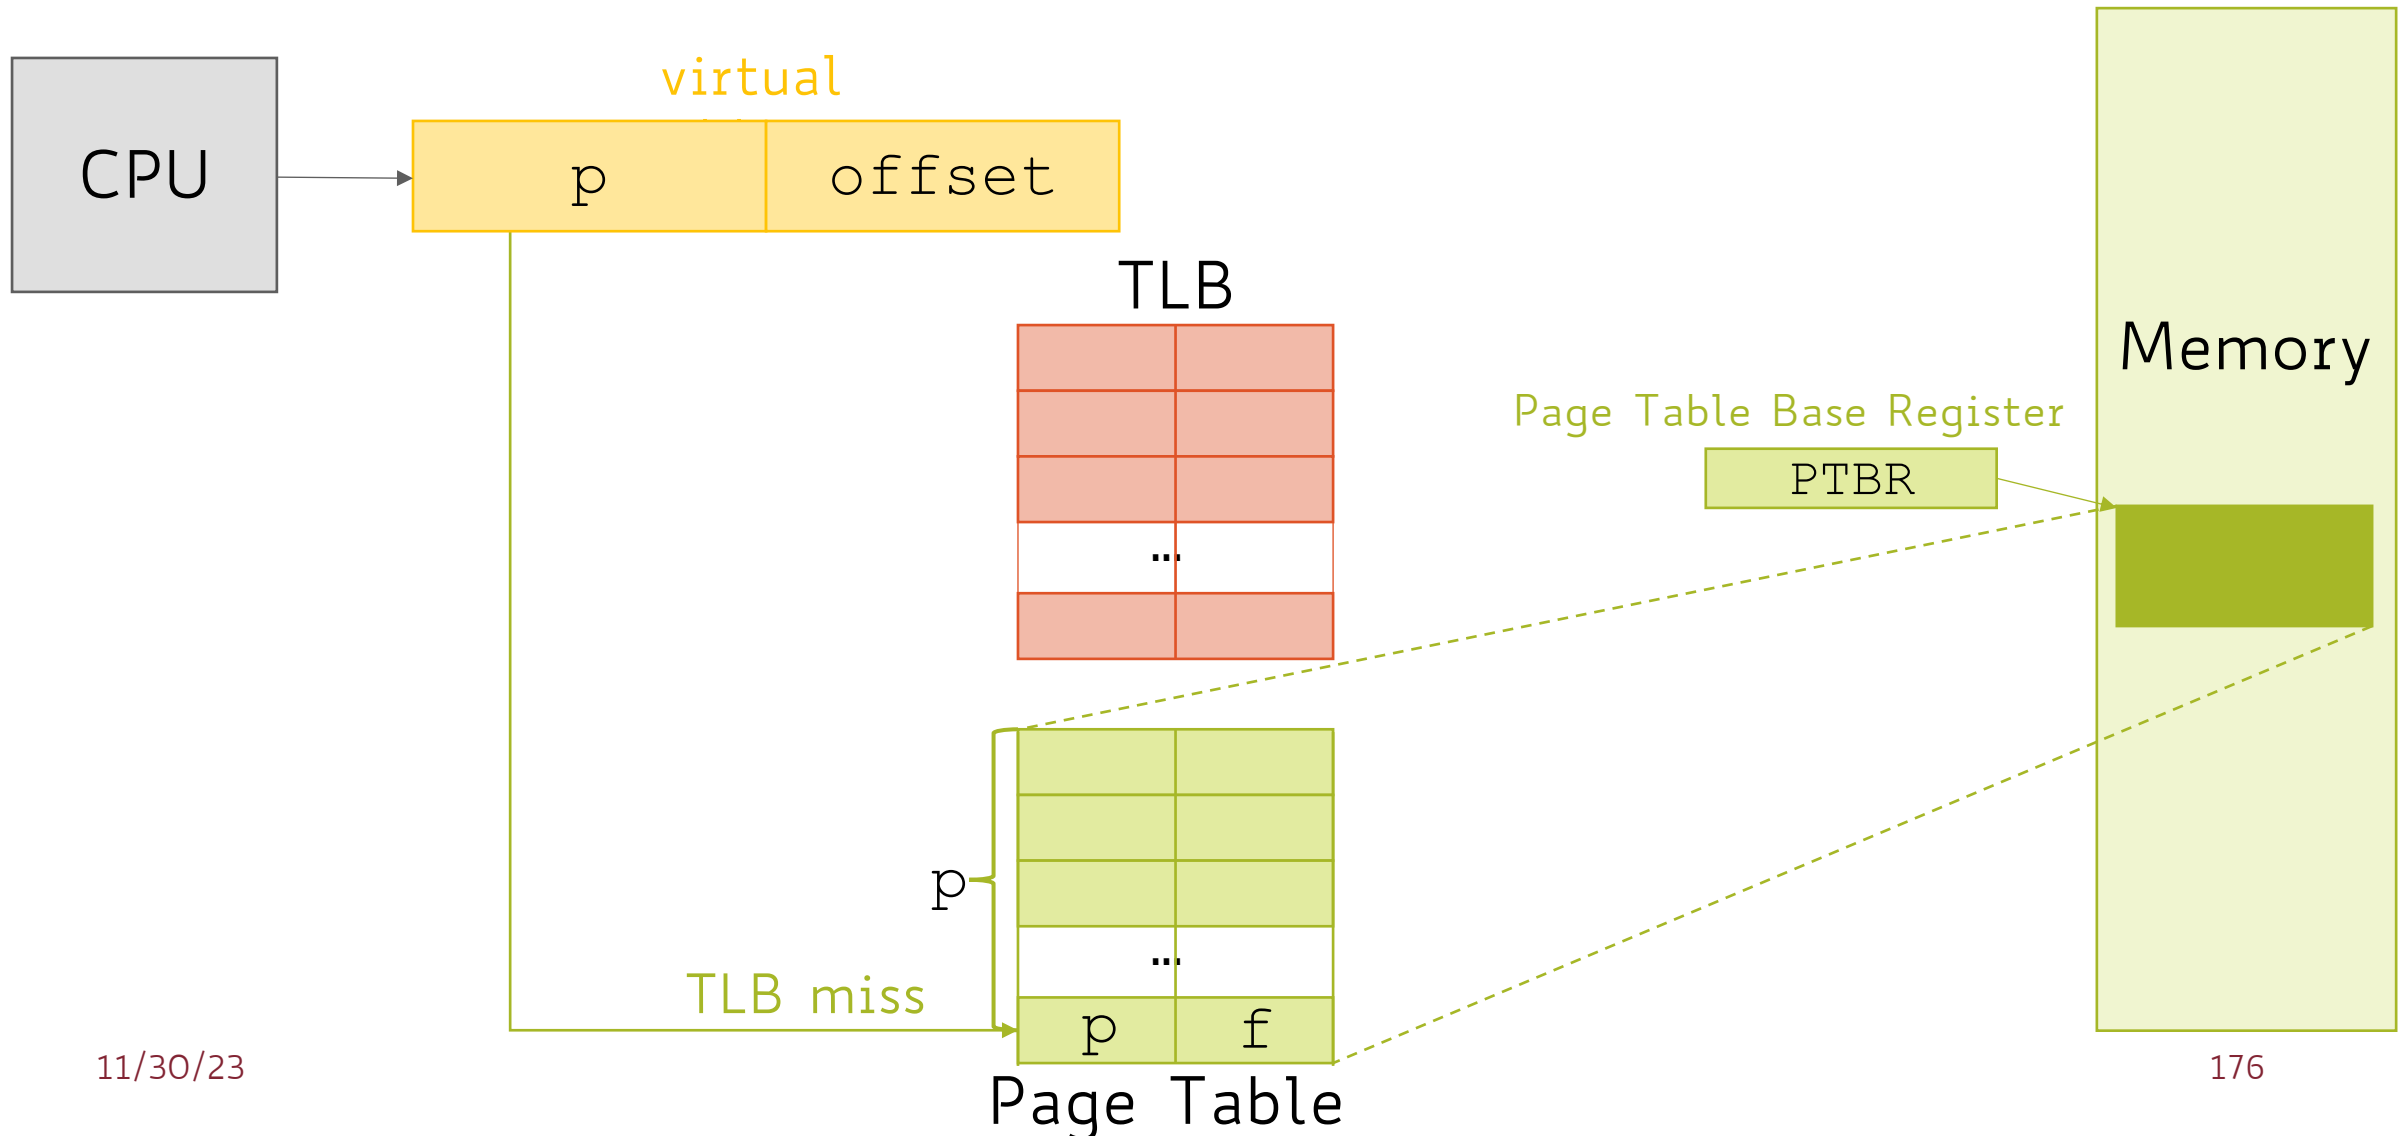 virtual
CPU
p
offset
TLB
Memory
Page Table Base Register
PTBR
…
p
…
TLB miss
p
f
11/30/23
176
Page Table